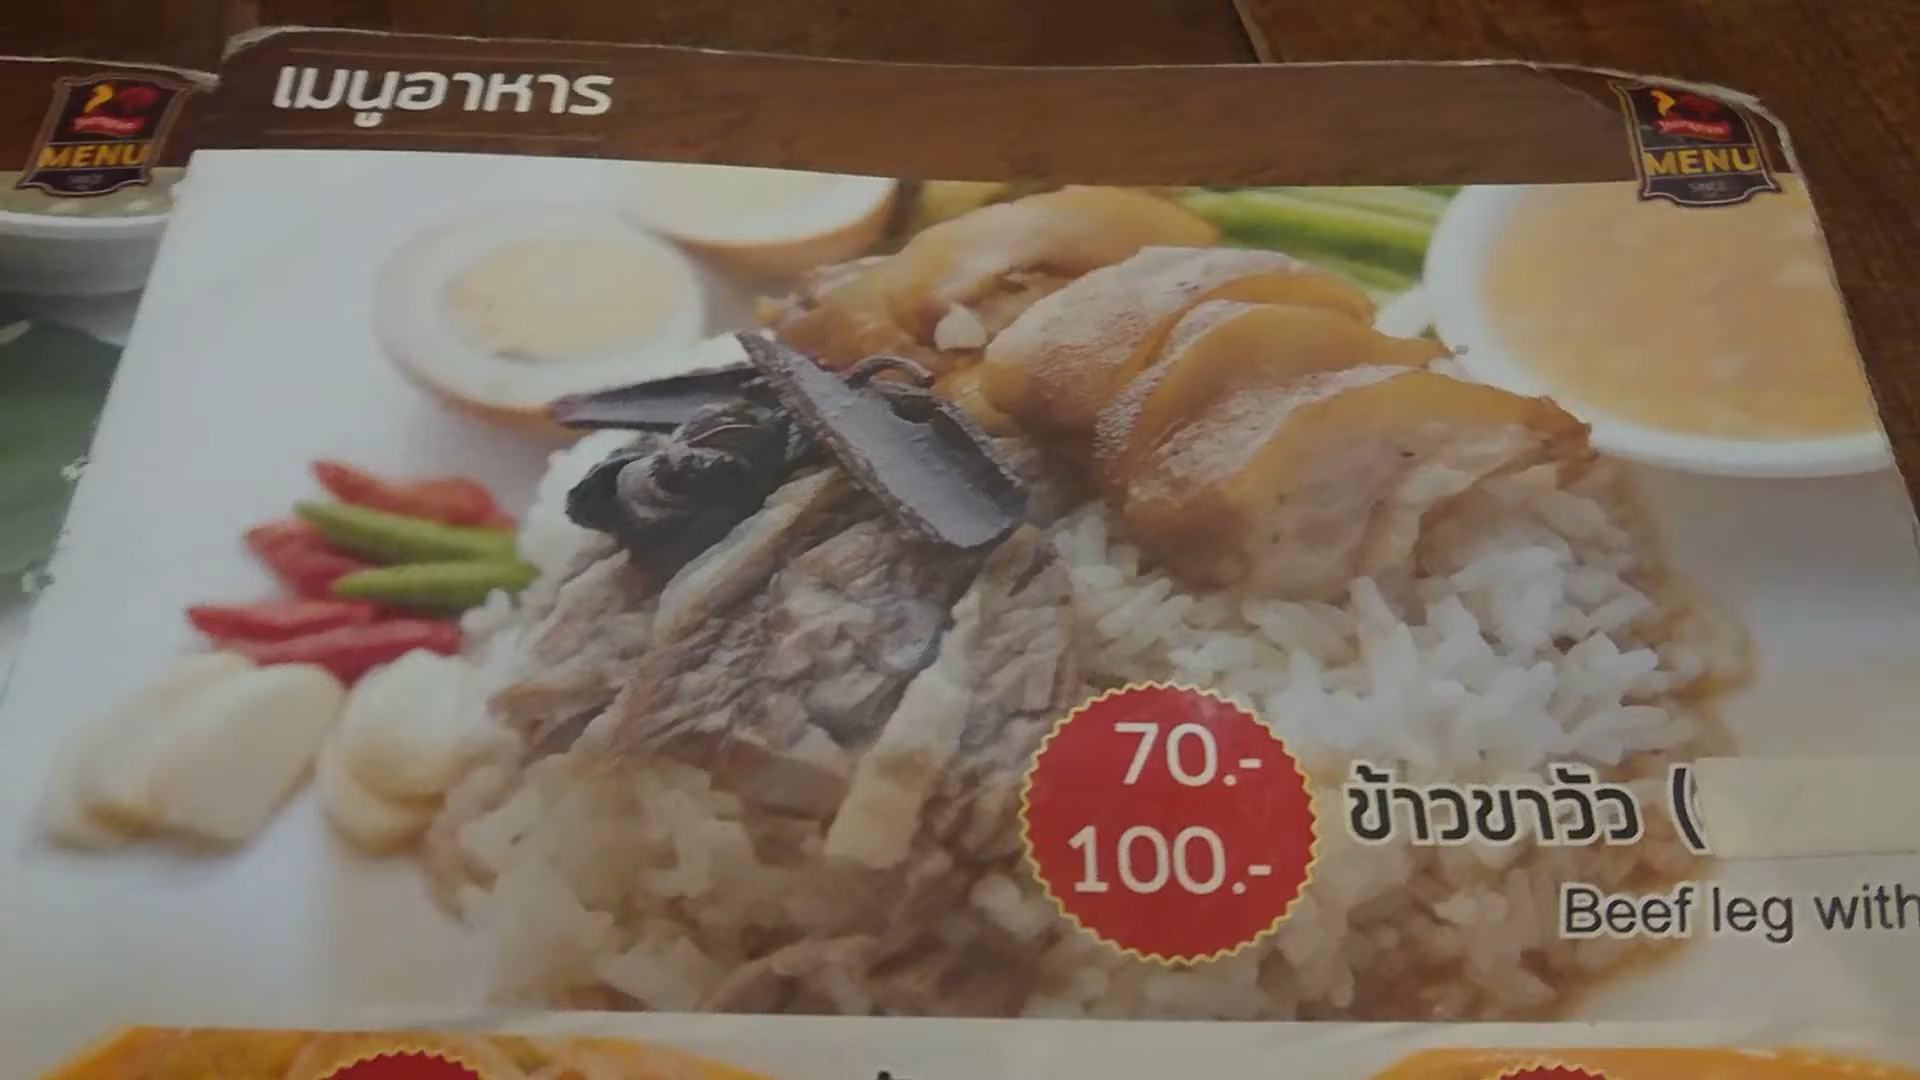 เมนูอาหาร
MENU
MENU
SINCE
70.-
100.-
ข้าวขาวัว (
Beef leg with